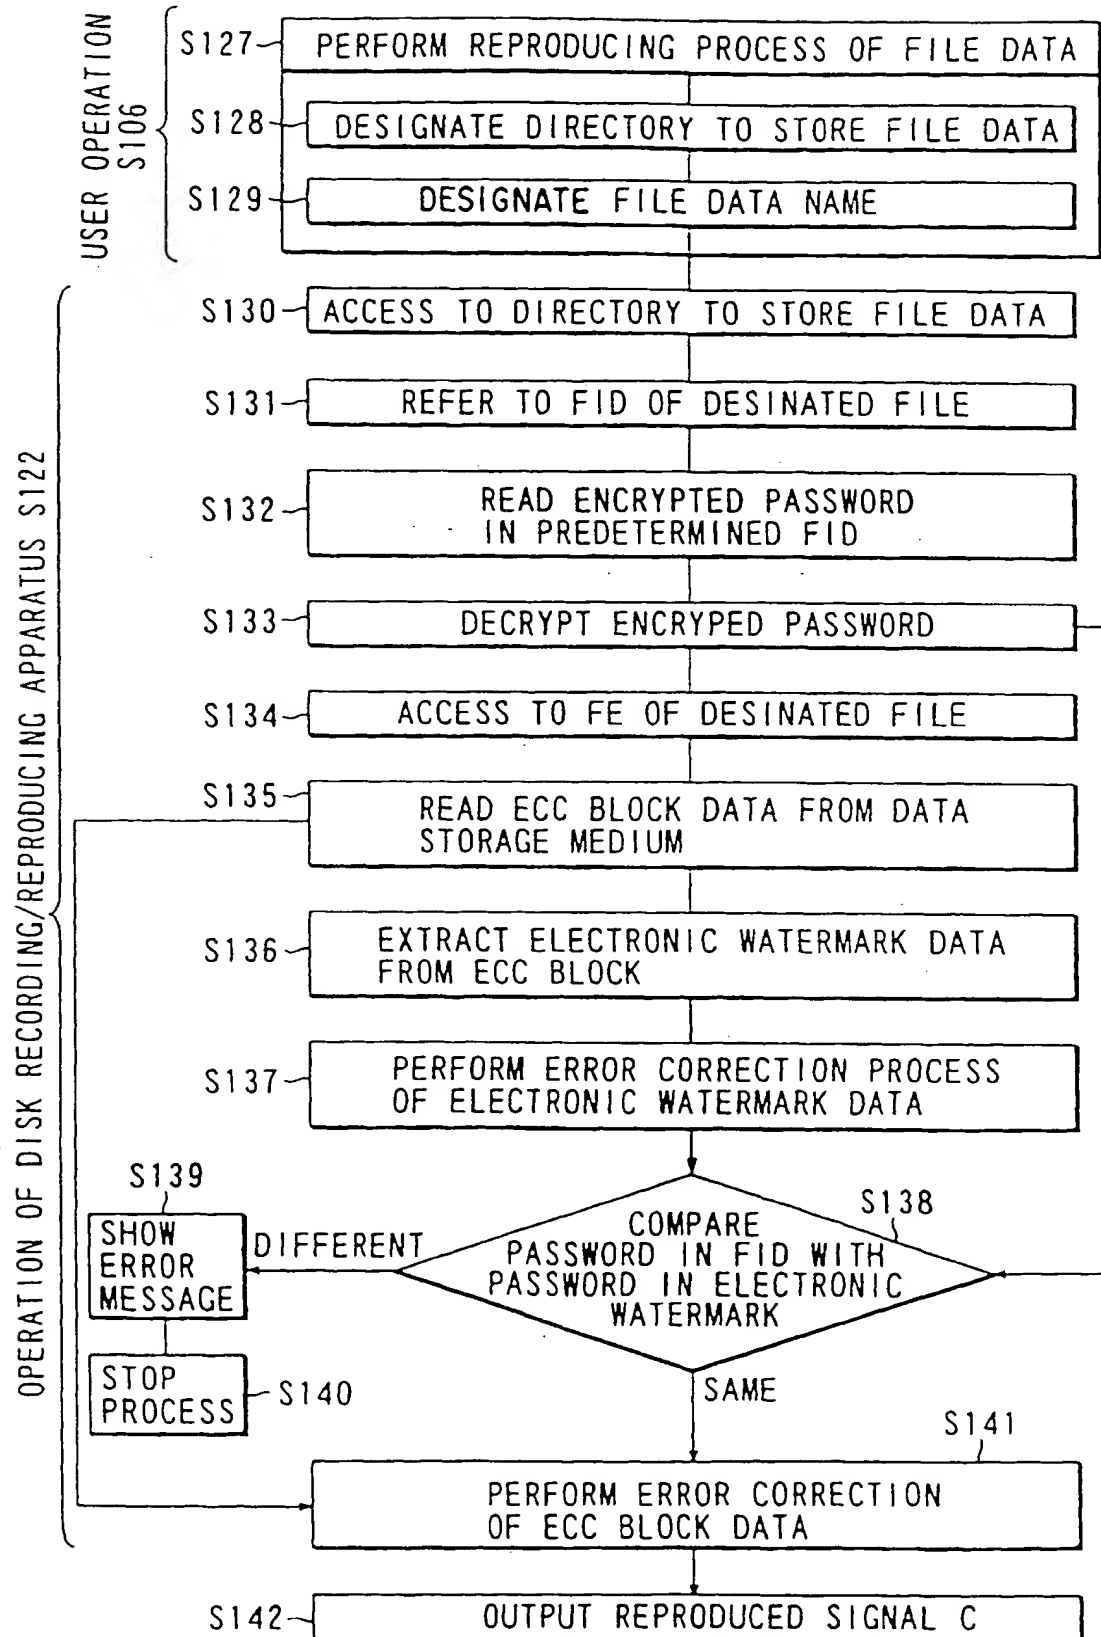 USER OPERATION
S106
S127
PERFORM REPRODUCING PROCESS OF FILE DATA
S128
DESIGNATE DIRECTORY TO STORE FILE DATA
S129
DESIGNATE FILE DATA NAME
OPERATION OF DISK RECORDING/REPRODUCING APPARATUS S122
S130
ACCESS TO DIRECTORY TO STORE FILE DATA
S131
REFER TO FID OF DESINATED FILE
S132
READ ENCRYPTED PASSWORD
IN PREDETERMINED FID
S133
DECRYPT ENCRYPED PASSWORD
S134
ACCESS TO FE OF DESINATED FILE
S135
READ ECC BLOCK DATA FROM DATA
STORAGE MEDIUM
S136
EXTRACT ELECTRONIC WATERMARK DATA
FROM ECC BLOCK
S137
PERFORM ERROR CORRECTION PROCESS
OF ELECTRONIC WATERMARK DATA
S138
COMPARE
PASSWORD IN FID WITH
PASSWORD IN ELECTRONIC
WATERMARK
DIFFERENT
S139
SHOW
ERROR
MESSAGE
STOP
PROCESS
S140
SAME
S141
PERFORM ERROR CORRECTION
OF ECC BLOCK DATA
S142
OUTPUT REPRODUCED SIGNAL C